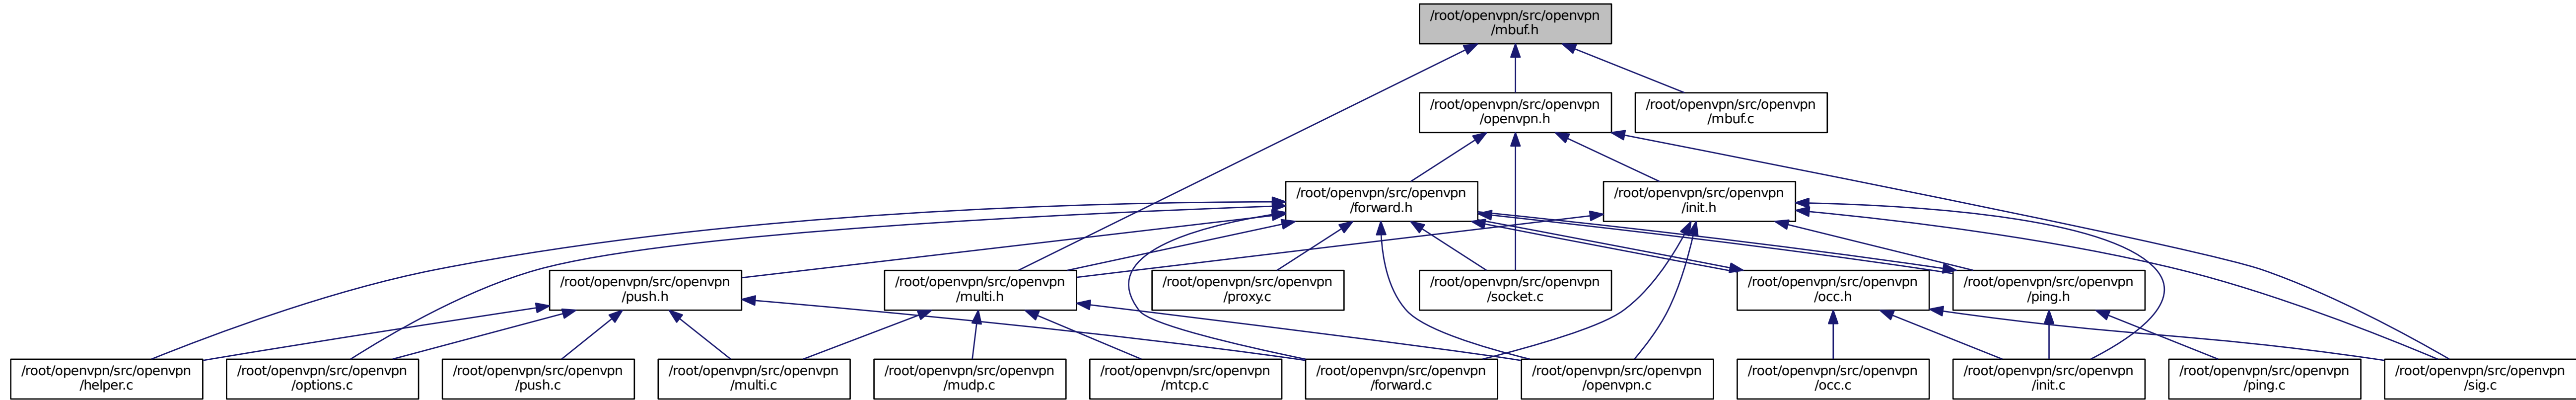 /root/openvpn/src/openvpn
/mbuf.h
/root/openvpn/src/openvpn
/openvpn.h
/root/openvpn/src/openvpn
/mbuf.c
/root/openvpn/src/openvpn
/forward.h
/root/openvpn/src/openvpn
/init.h
/root/openvpn/src/openvpn
/push.h
/root/openvpn/src/openvpn
/multi.h
/root/openvpn/src/openvpn
/proxy.c
/root/openvpn/src/openvpn
/socket.c
/root/openvpn/src/openvpn
/occ.h
/root/openvpn/src/openvpn
/ping.h
/root/openvpn/src/openvpn
/helper.c
/root/openvpn/src/openvpn
/options.c
/root/openvpn/src/openvpn
/push.c
/root/openvpn/src/openvpn
/multi.c
/root/openvpn/src/openvpn
/mudp.c
/root/openvpn/src/openvpn
/mtcp.c
/root/openvpn/src/openvpn
/forward.c
/root/openvpn/src/openvpn
/openvpn.c
/root/openvpn/src/openvpn
/occ.c
/root/openvpn/src/openvpn
/init.c
/root/openvpn/src/openvpn
/ping.c
/root/openvpn/src/openvpn
/sig.c